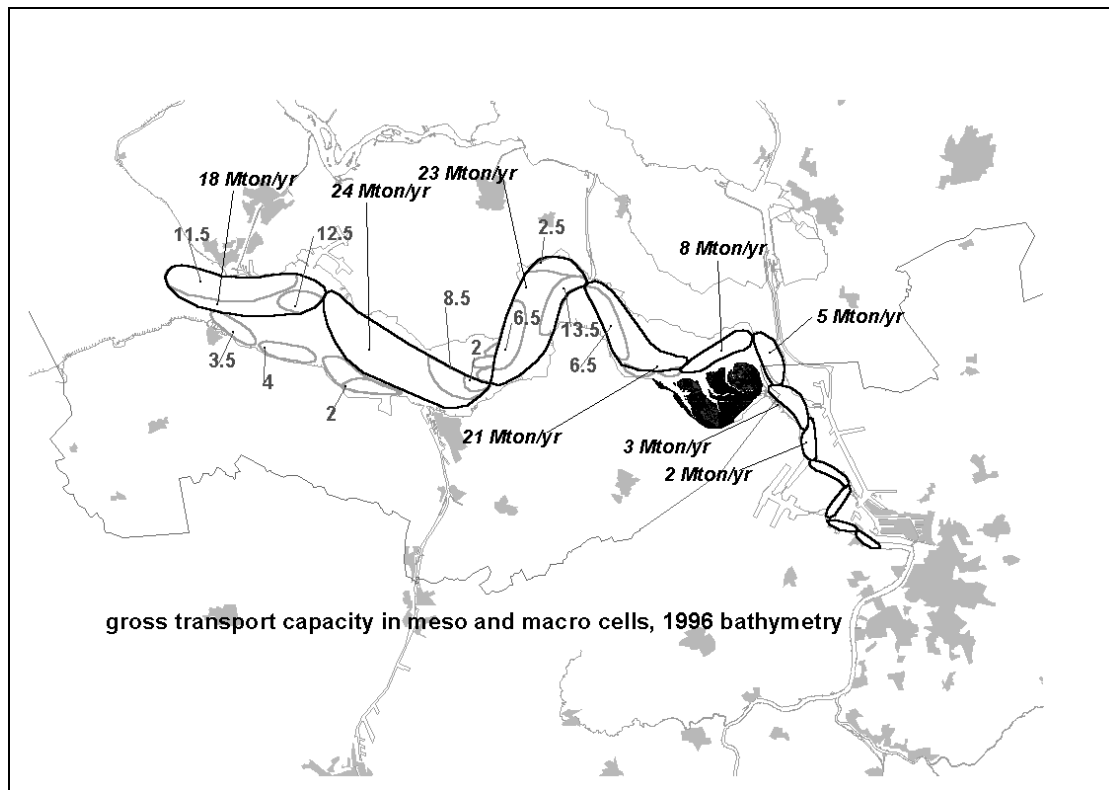 23 Mton/yr
18 Mton/yr
24 Mton/yr
11.5
12.5
2.5
8 Mton/yr
8.5
5 Mton/yr
6.5
2
13.5
3.5
6.5
4
2
21 Mton/yr
3 Mton/yr
2 Mton/yr
gross transport capacity in meso and macro cells, 1996 bathymetry